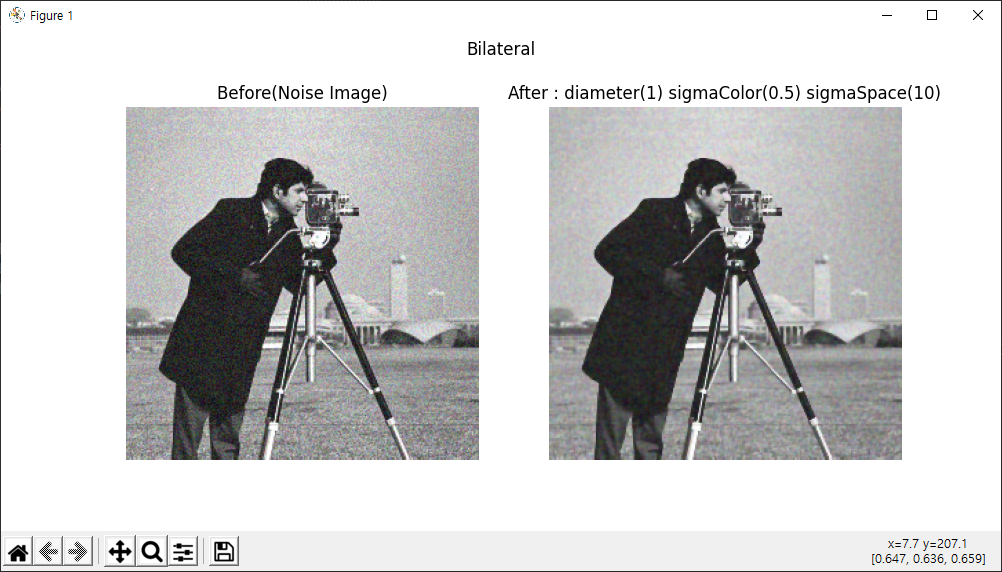 Figure 1
Bilateral
Before(Noise Image)
After : diameter(1) sigmaColor(0.5) sigmaSpace(10)
x=7.7 y=207.1
[0.647, 0.636, 0.659]